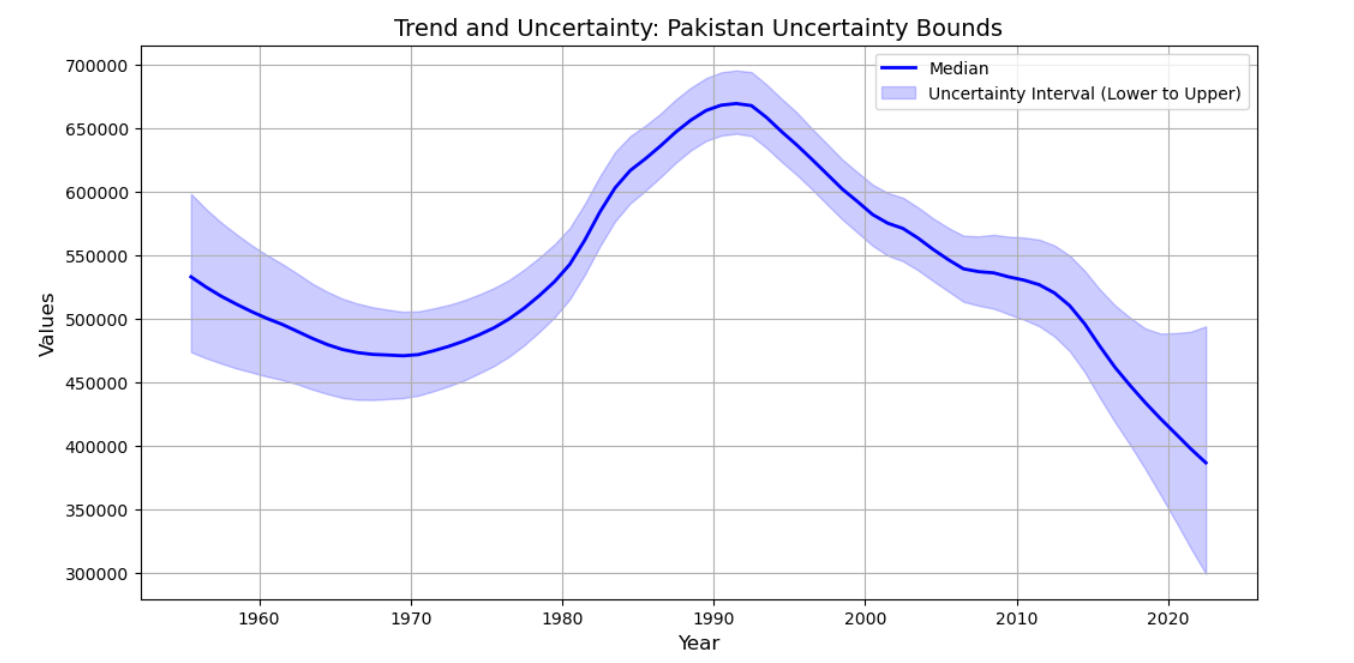 Trend and Uncertainty: Pakistan Uncertainty Bounds
Median
Uncertainty Interval (Lower to Upper)
Values
700000
650000
600000
550000
500000
450000
400000
350000
300000
1960 1970 1980 1990 2000 2010 2020
Year